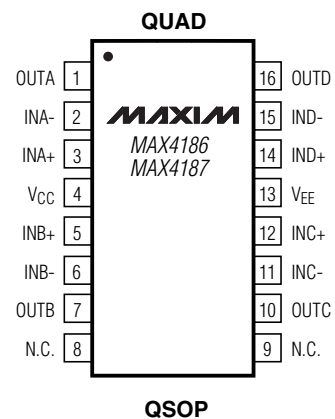 QUAD
OUTA 1 16 OUTD
INA- 2 MAXIM 15 IND-
INA+ 3 MAX4186 14 IND+
MAX4187
VCC 4 13 VEE
INB+ 5 12 INC+
INB- 6 11 INC-
OUTB 7 10 OUTC
N.C. 8 9 N.C.
QSOP